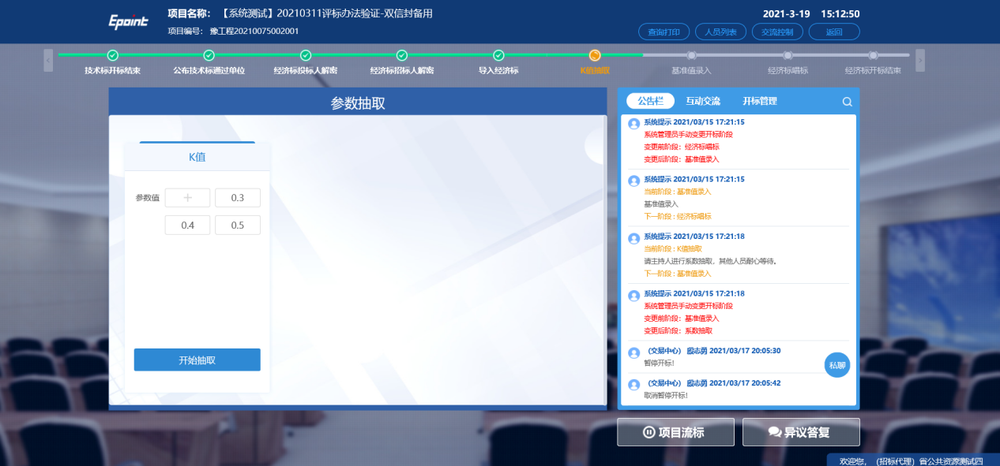 Epoint
项目名称： 【系统测试】20210311评标办法验证-双信封备用
项目编号： 豫工程20210075002001
2021-3-19 15:12:50
查询打印 人员列表 交流控制 返回
技术标开标结束 公布技术标通过单位 经济标投标人解密 经济标招标人解密 导入经济标 K值抽取 基准值录入 经济标唱标 经济标开标结束
参数抽取
K值
参数值 + 0.3
0.4 0.5
开始抽取
公告栏 互动交流 开标管理
系统提示 2021/03/15 17:21:15
系统管理员手动变更开标阶段
变更前阶段：经济标唱标
变更后阶段：基准值录入
系统提示 2021/03/15 17:21:15
当前阶段 : 基准值录入
基准值录入
下一阶段 : 经济标唱标
系统提示 2021/03/15 17:21:18
当前阶段 : K值抽取
请主持人进行系数抽取，其他人员耐心等待。
下一阶段 : 基准值录入
系统提示 2021/03/15 17:21:18
系统管理员手动变更开标阶段
变更前阶段：基准值录入
变更后阶段：系数抽取
（交易中心） 殷志勇 2021/03/17 20:05:30
暂停开标!
私聊
（交易中心） 殷志勇 2021/03/17 20:05:42
取消暂停开标!
项目流标 异议答复
欢迎您，（招标代理）省公共资源测试四